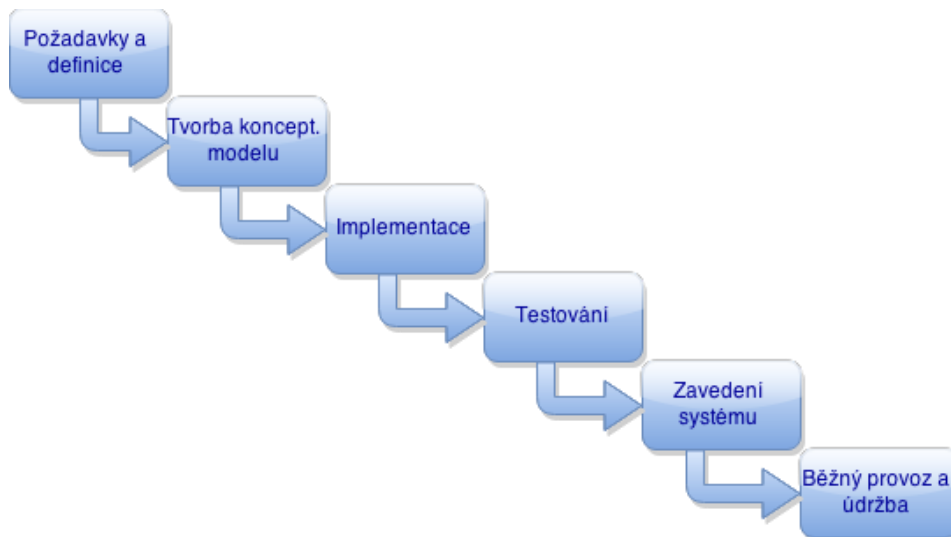 Požadavky a
definice
Tvorba koncept.
modelu
Implementace
Testování
Zavedení
systému
Běžný provoz a
údržba